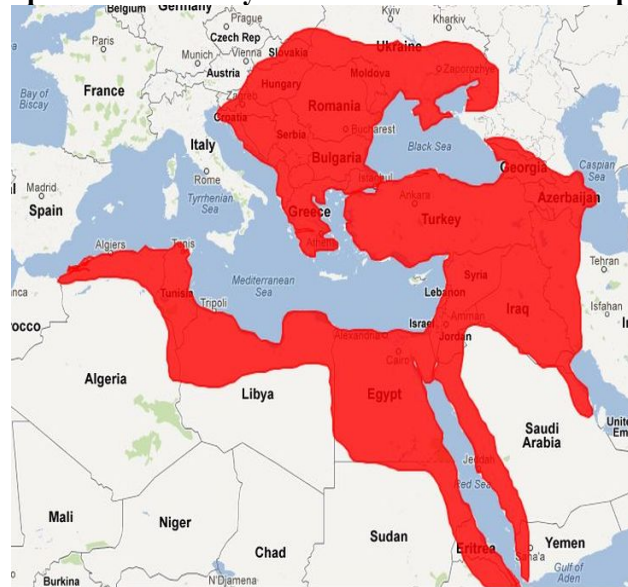 Belgium
Germany
Prague
Kyiv
Kharkiv
Paris
Czech Rep
Slovakia
Ukraine
Munich
Vienna
Zaporozhye
Austria
Hungary
Moldova
Bay of
Biscay
France
Zagreb
Croatia
Romania
Serbia
Bucharest
Italy
Bulgaria
Black Sea
Georgia
Caspian
Sea
Rome
Istanbul
Madrid
Tyrrhenian
Sea
Ankara
Azerbaijan
Spain
Greece
Turkey
Athens
Algiers
Tunis
Tehran
Syria
Mediterranean
Sea
Lebanon
Tunisia
Iraq
Isfahan
Tripoli
Israel
Amman
Alexandria
Jordan
Cairo
Algeria
Libya
Egypt
Saudi
Arabia
Jeddah
Red Sea
Mali
Niger
Chad
Sudan
Eritrea
Sana'a
Yemen
N'Djamena
Gulf of
Aden
Burkina